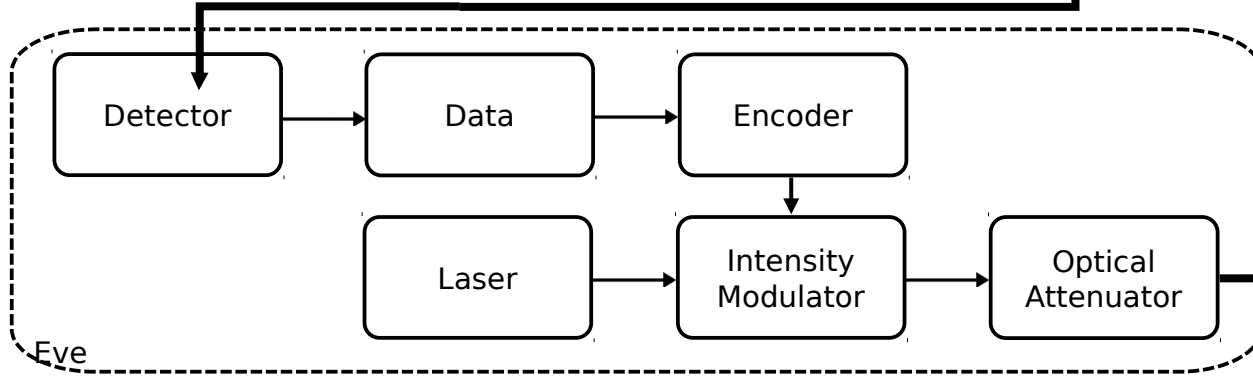 Detector
Data
Encoder
Laser
Intensity
Modulator
Optical
Attenuator
Eve